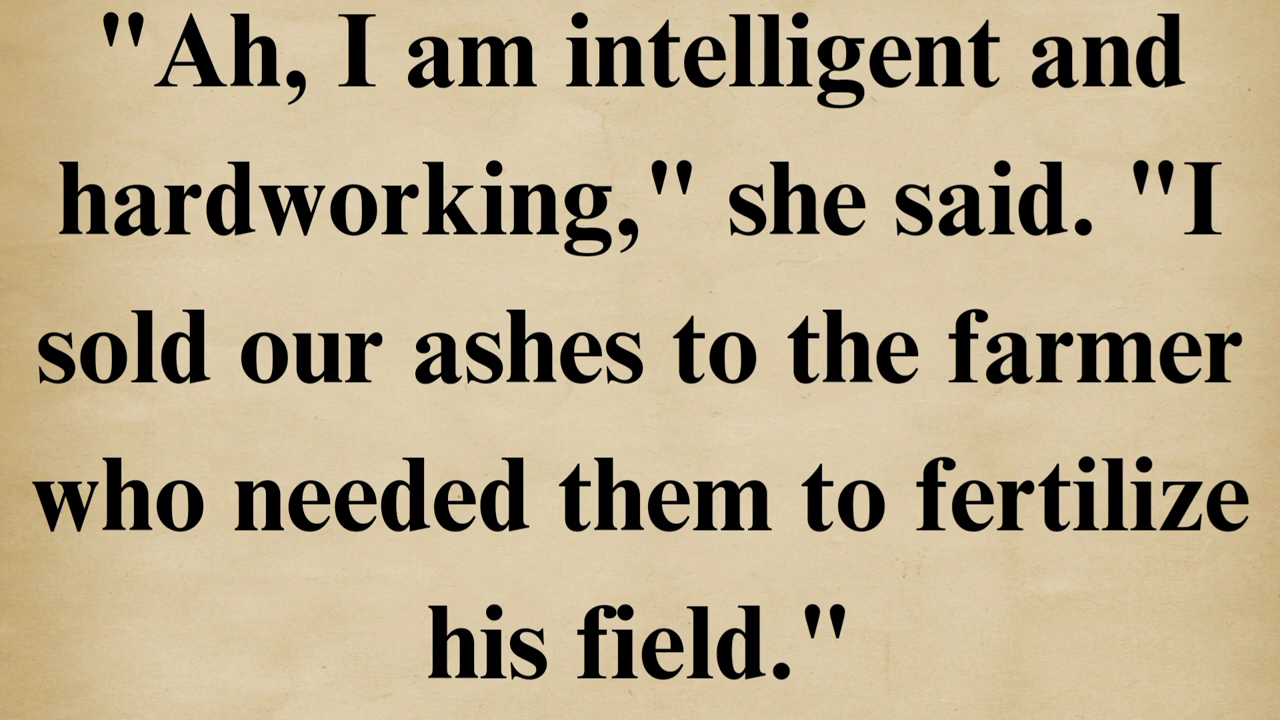 "Ah, I am intelligent and
hardworking," she said. "I
sold our ashes to the farmer
who needed them to fertilize
his field."